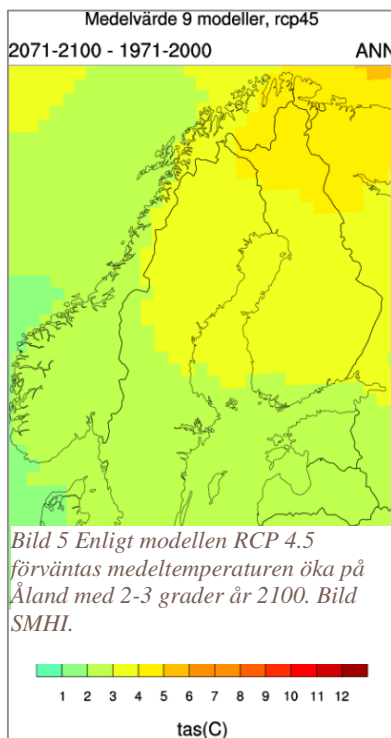 Medelvärde 9 modeller, rcp45
2071-2100 - 1971-2000 ANN
Bild 5 Enligt modellen RCP 4.5
förväntas medeltemperaturen öka på
Åland med 2-3 grader år 2100. Bild
SMHI.
1 2 3 4 5 6 7 8 9 10 11 12
tas(C)